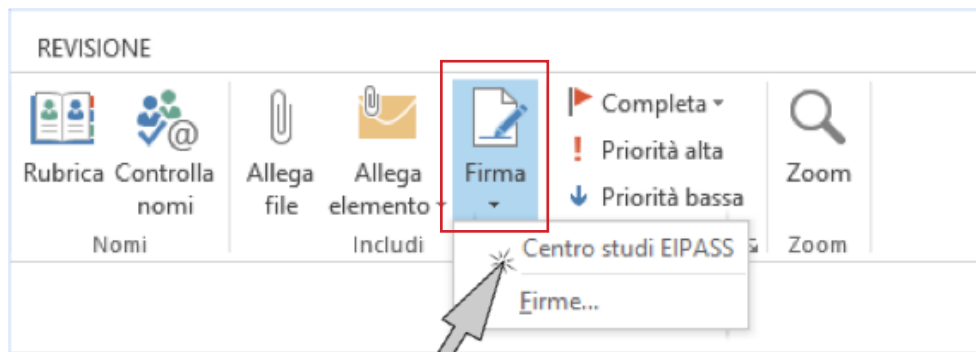 REVISIONE
Rubrica
Controlla
nomi
Nomi
Allega
file
Allega
elemento
Firma
Includi
Completa
Priorità alta
Priorità bassa
Zoom
Zoom
Centro studi EIPASS
Firme...